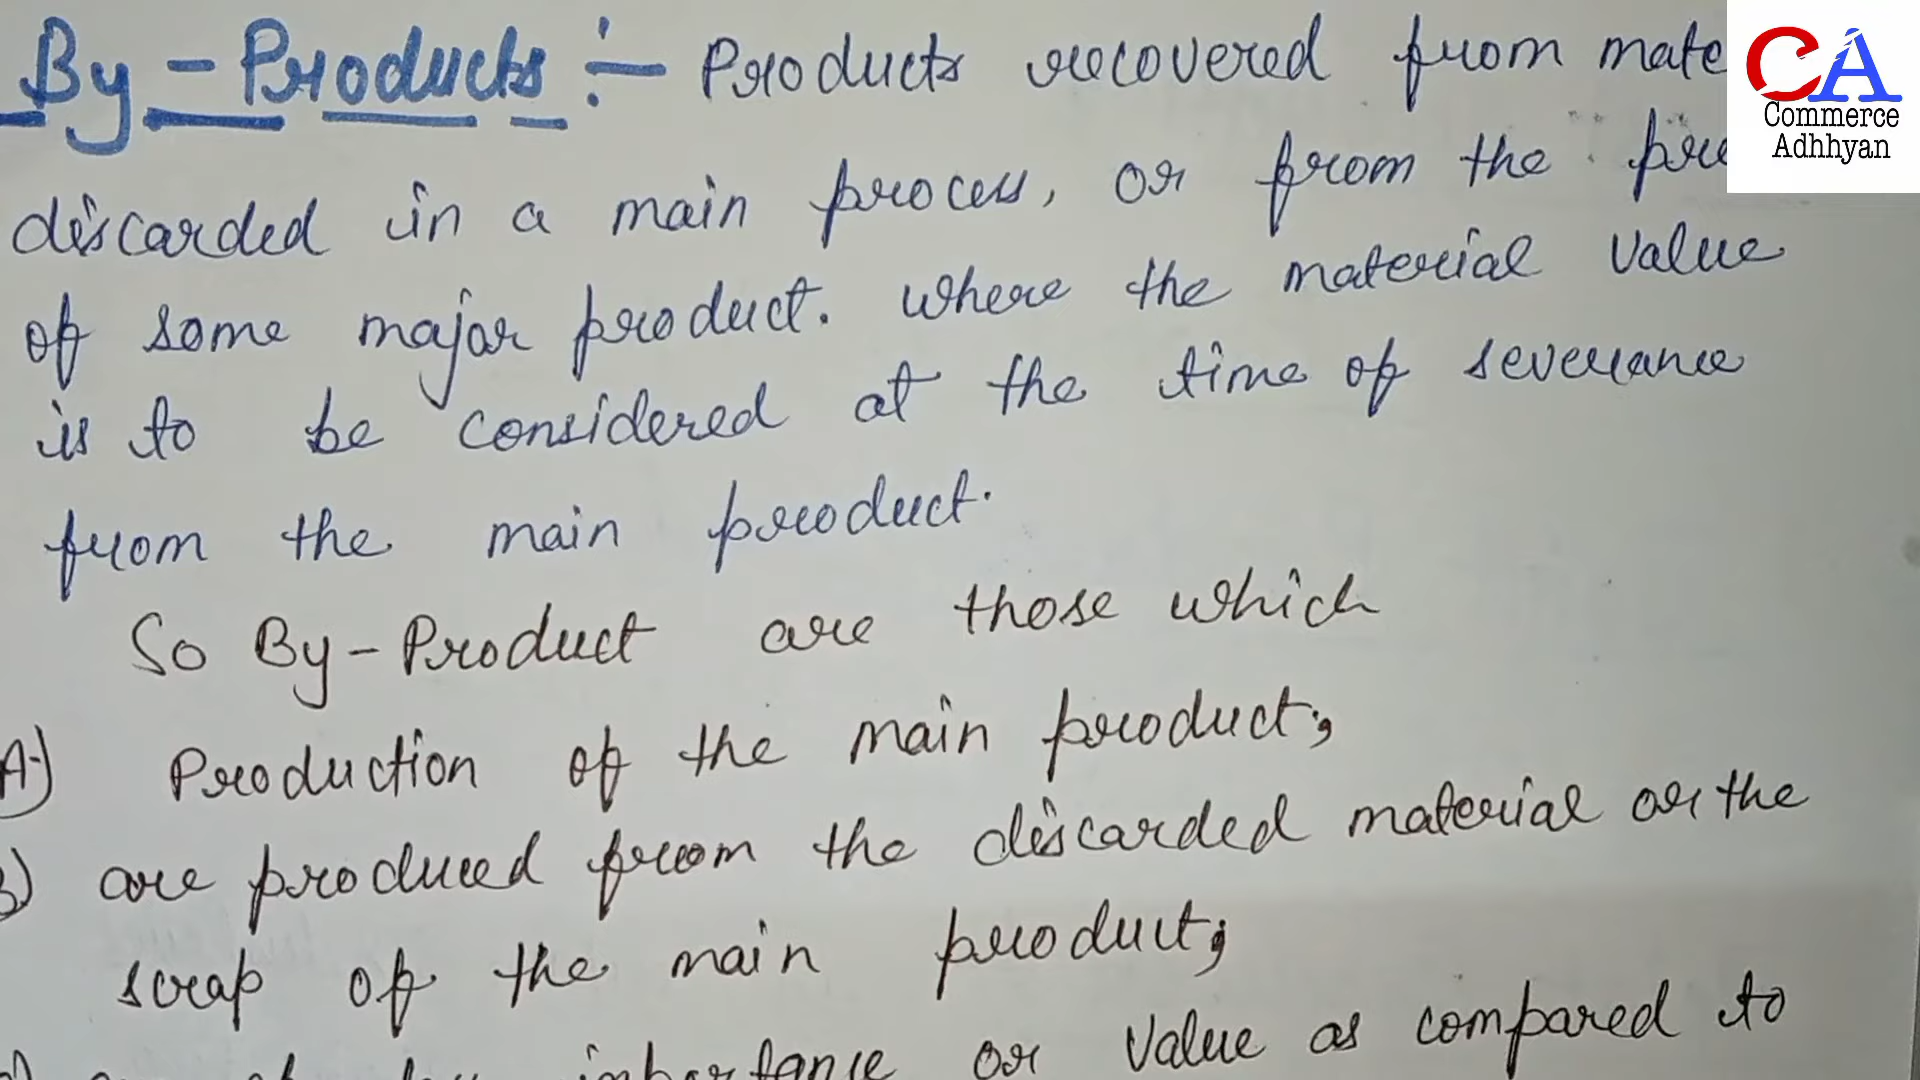 By-Products :- Products recovered from mate
discarded in a main process, or from the
of some major product. where the material value
is to be considered at the time of severance
from the main product.
So By-Product are those which
A) Production of the main product;
B) are produced from the discarded material or the
scrap of the main product;
importance or value as compared to
CA
Commerce
Adhhyan